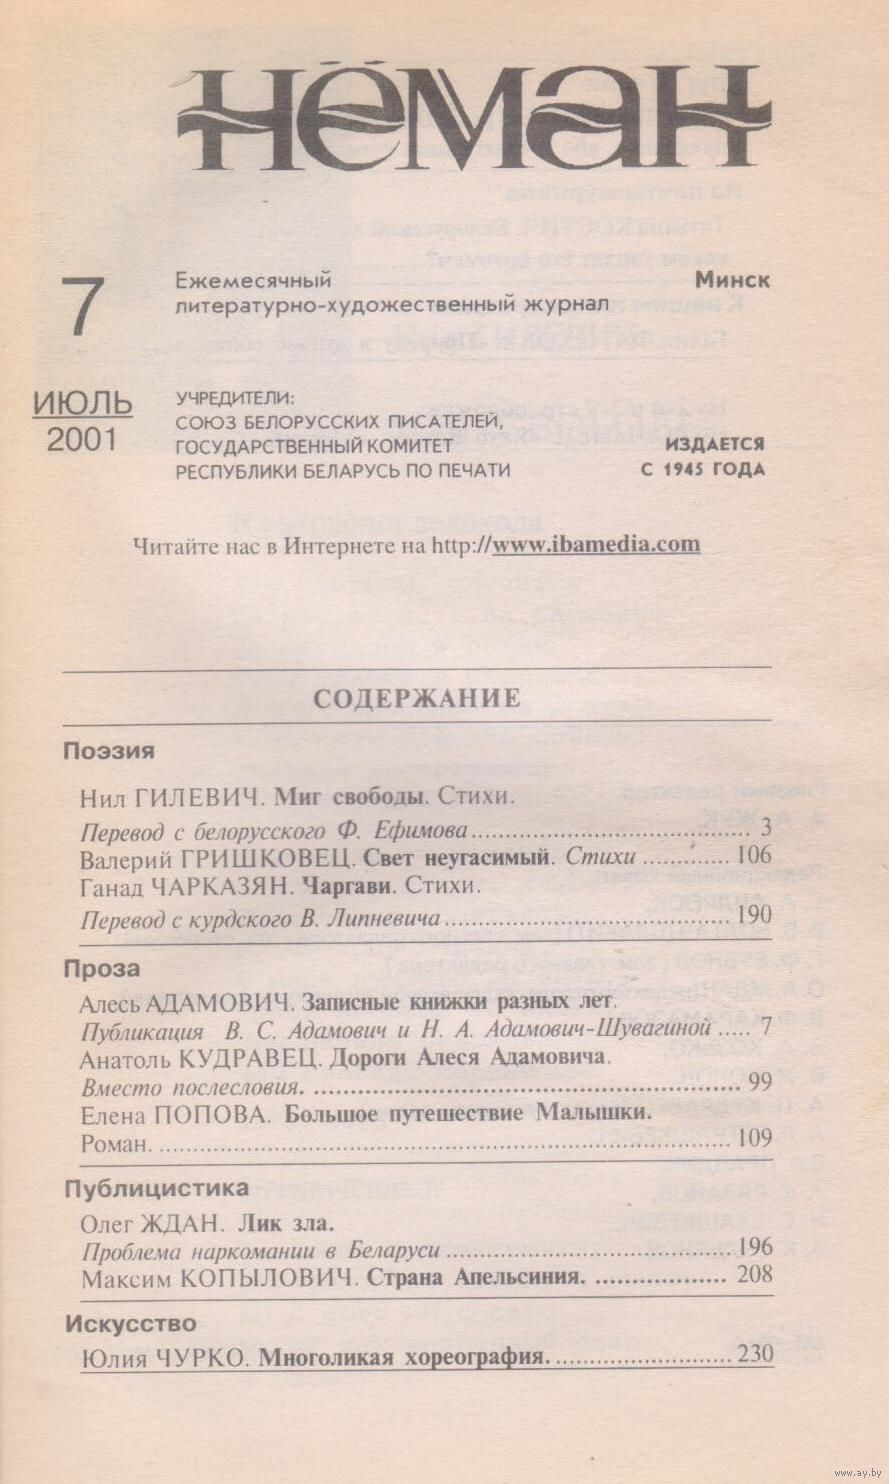 нёман
7
Ежемесячный
литературно-художественный журнал
Минск
ИЮЛЬ
2001
УЧРЕДИТЕЛИ:
СОЮЗ БЕЛОРУССКИХ ПИСАТЕЛЕЙ,
ГОСУДАРСТВЕННЫЙ КОМИТЕТ
РЕСПУБЛИКИ БЕЛАРУСЬ ПО ПЕЧАТИ
ИЗДАЕТСЯ
С 1945 ГОДА
Читайте нас в Интернете на http://www.ibamedia.com
СОДЕРЖАНИЕ
Поэзия
Нил ГИЛЕВИЧ. Миг свободы. Стихи.
Перевод с белорусского Ф. Ефимова........................................ 3
Валерий ГРИШКОВЕЦ. Свет неугасимый. Стихи ............ 106
Ганад ЧАРКАЗЯН. Чаргави. Стихи.
Перевод с курдского В. Липневича.........................................190
Проза
Алесь АДАМОВИЧ. Записные книжки разных лет.
Публикация В. С. Адамович и Н. А. Адамович-Шувагиной ..... 7
Анатоль КУДРАВЕЦ. Дороги Алеся Адамовича.
Вместо послесловия. ............................................................. 99
Елена ПОПОВА. Большое путешествие Малышки.
Роман...................................................................................109
Публицистика
Олег ЖДАН. Лик зла.
Проблема наркомании в Беларуси .........................................196
Максим КОПЫЛОВИЧ. Страна Апельсиния. ................... 208
Искусство
Юлия ЧУРКО. Многоликая хореография..........................230
www.ay.by